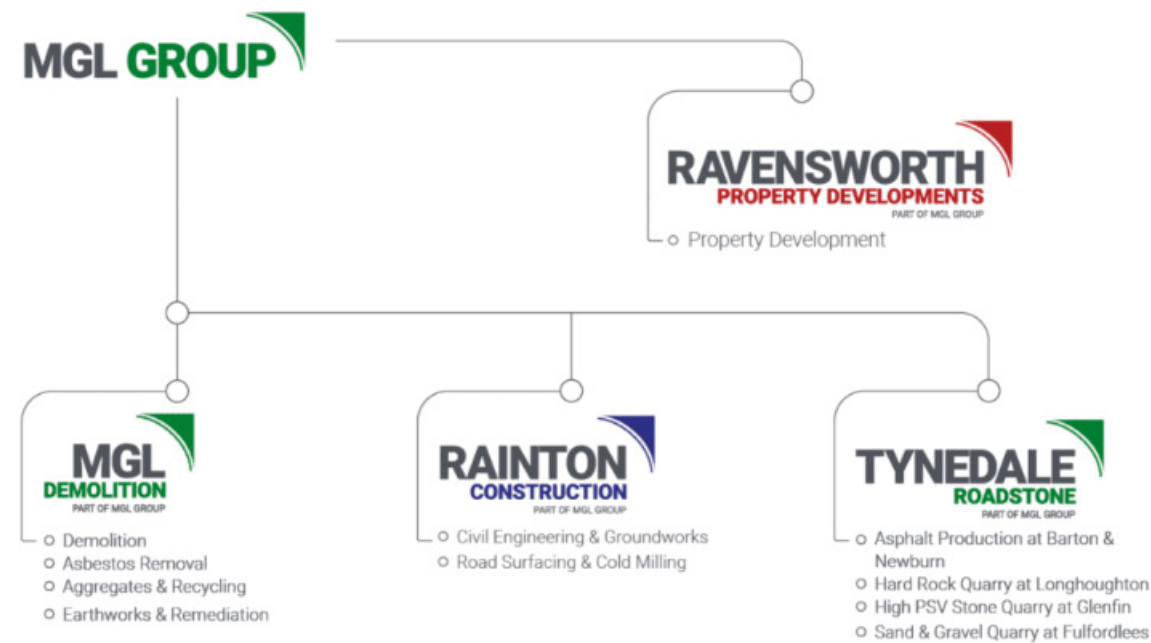 MGL GROUP
RAVENSWORTH
PROPERTY DEVELOPMENTS
PART OF MGL GROUP
Property Development
MGL
DEMOLITION
PART OF MGL GROUP
Demolition
Asbestos Removal
Aggregates & Recycling
Earthworks & Remediation
RAINTON
CONSTRUCTION
PART OF MGL GROUP
Civil Engineering & Groundworks
Road Surfacing & Cold Milling
TYNEDALE
ROADSTONE
PART OF MGL GROUP
Asphalt Production at Barton &
Newburn
Hard Rock Quarry at Longhoughton
High PSV Stone Quarry at Glenfin
Sand & Gravel Quarry at Fulfordlees